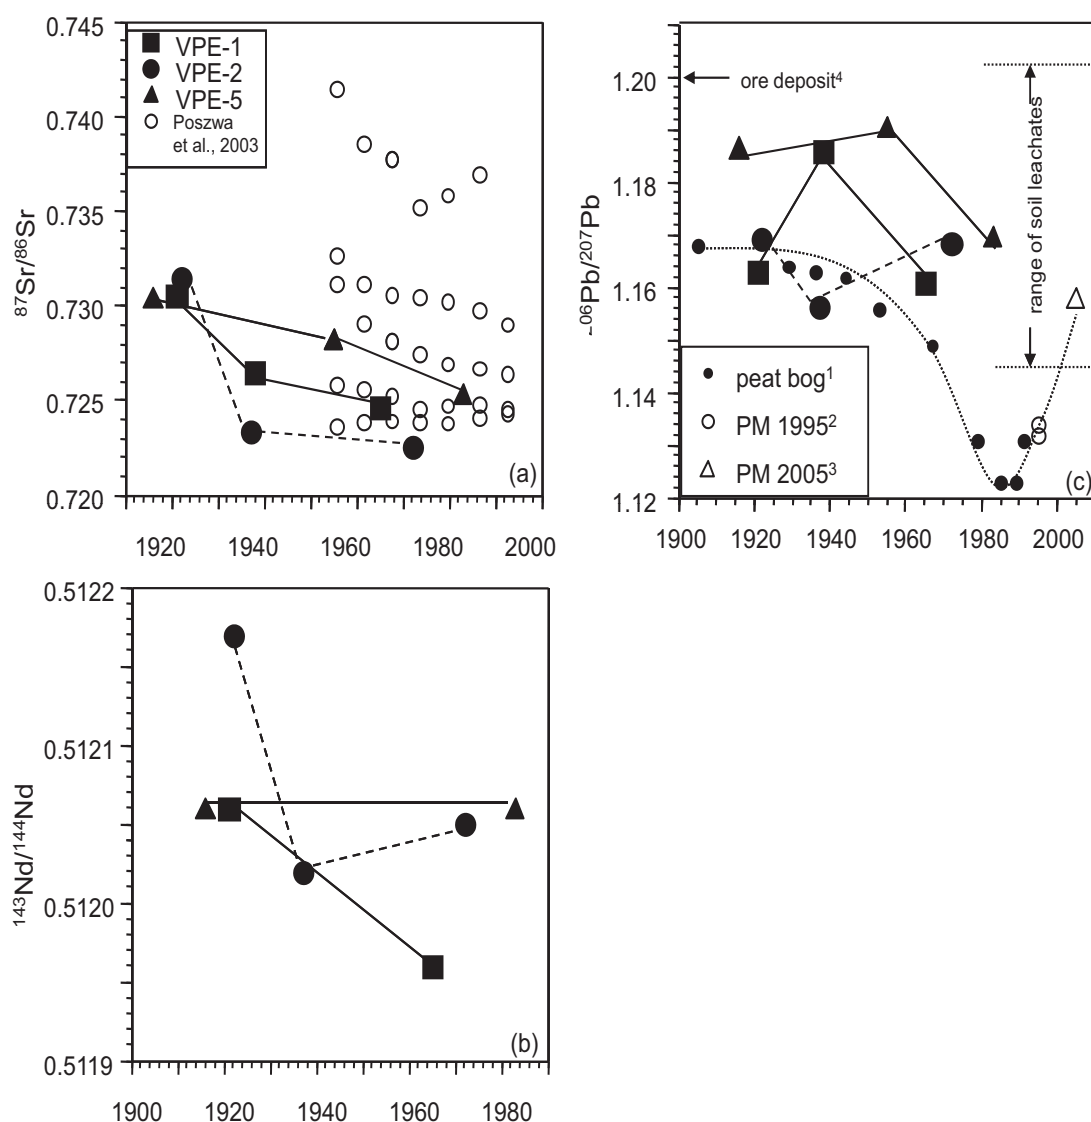 0.745
0.740
0.735
0.730
0.725
0.720
87Sr/86Sr
VPE-1
VPE-2
VPE-5
Poszwa
et al., 2003
(a)
1920 1940 1960 1980 2000
1.20
1.18
1.16
1.14
1.12
06Pb/207Pb
ore deposit4
range of soil leachates
peat bog1
PM 19952
PM 20053
(c)
1900 1920 1940 1960 1980 2000
0.5122
0.5121
0.5120
0.5119
143Nd/144Nd
(b)
1900 1920 1940 1960 1980